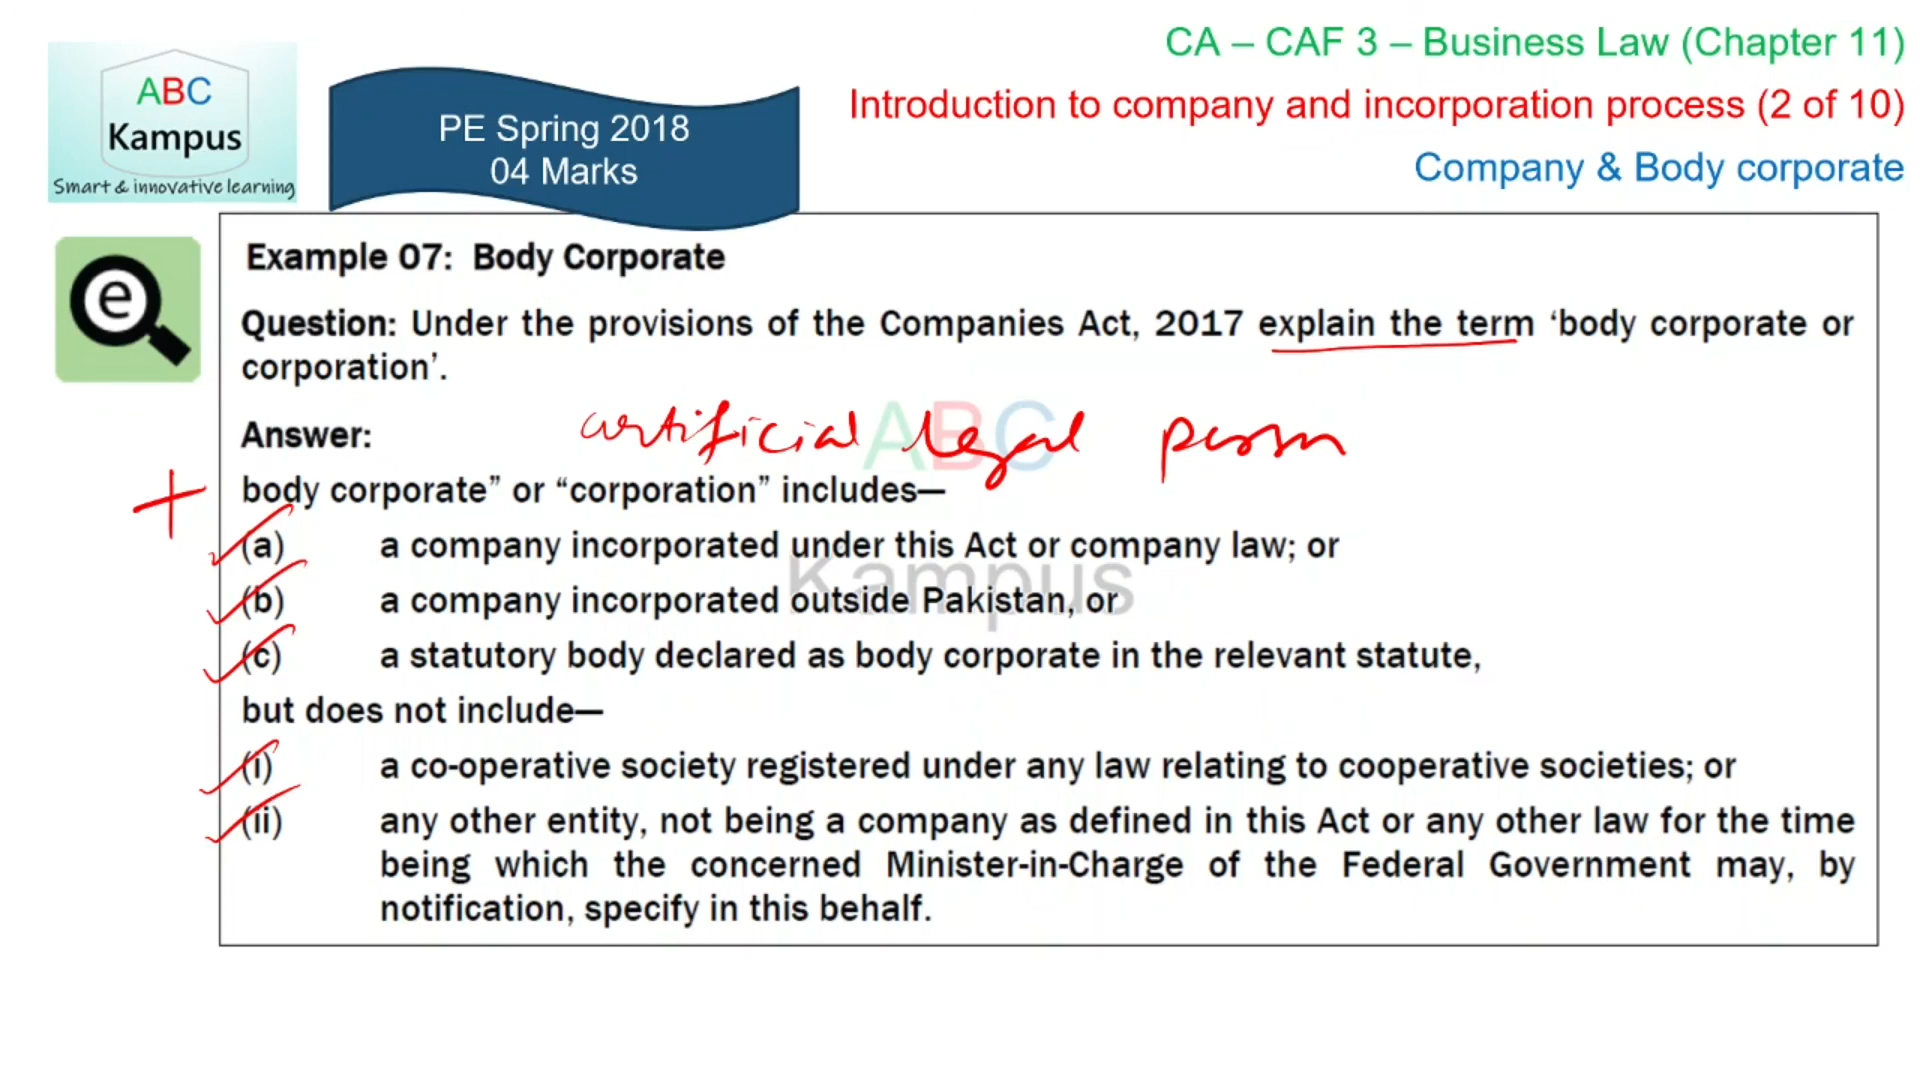 CA – CAF 3 – Business Law (Chapter 11)
Introduction to company and incorporation process (2 of 10)
Company & Body corporate
ABC
Kampus
Smart & innovative learning
PE Spring 2018
04 Marks
e
Example 07: Body Corporate
Question: Under the provisions of the Companies Act, 2017 explain the term ‘body corporate or
corporation’.
Answer:
artificial legal person
ABC
Kampus
body corporate” or “corporation” includes—
(a) a company incorporated under this Act or company law; or
(b) a company incorporated outside Pakistan, or
(c) a statutory body declared as body corporate in the relevant statute,
but does not include—
(i) a co-operative society registered under any law relating to cooperative societies; or
(ii) any other entity, not being a company as defined in this Act or any other law for the time
being which the concerned Minister-in-Charge of the Federal Government may, by
notification, specify in this behalf.